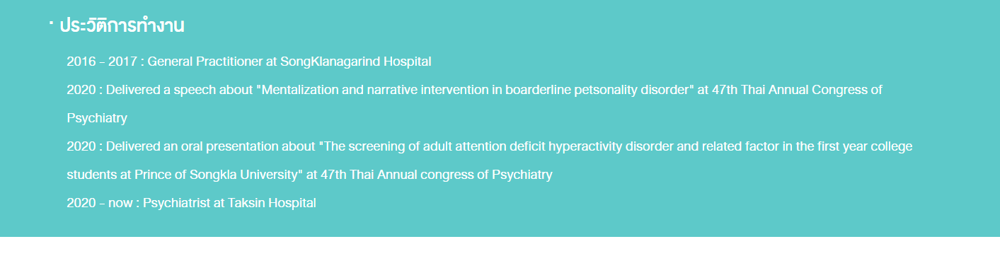 · ประวัติการทำงาน
2016 - 2017 : General Practitioner at SongKlanagarind Hospital
2020 : Delivered a speech about "Mentalization and narrative intervention in boarderline petsonality disorder" at 47th Thai Annual Congress of
Psychiatry
2020 : Delivered an oral presentation about "The screening of adult attention deficit hyperactivity disorder and related factor in the first year college
students at Prince of Songkla University" at 47th Thai Annual congress of Psychiatry
2020 - now : Psychiatrist at Taksin Hospital